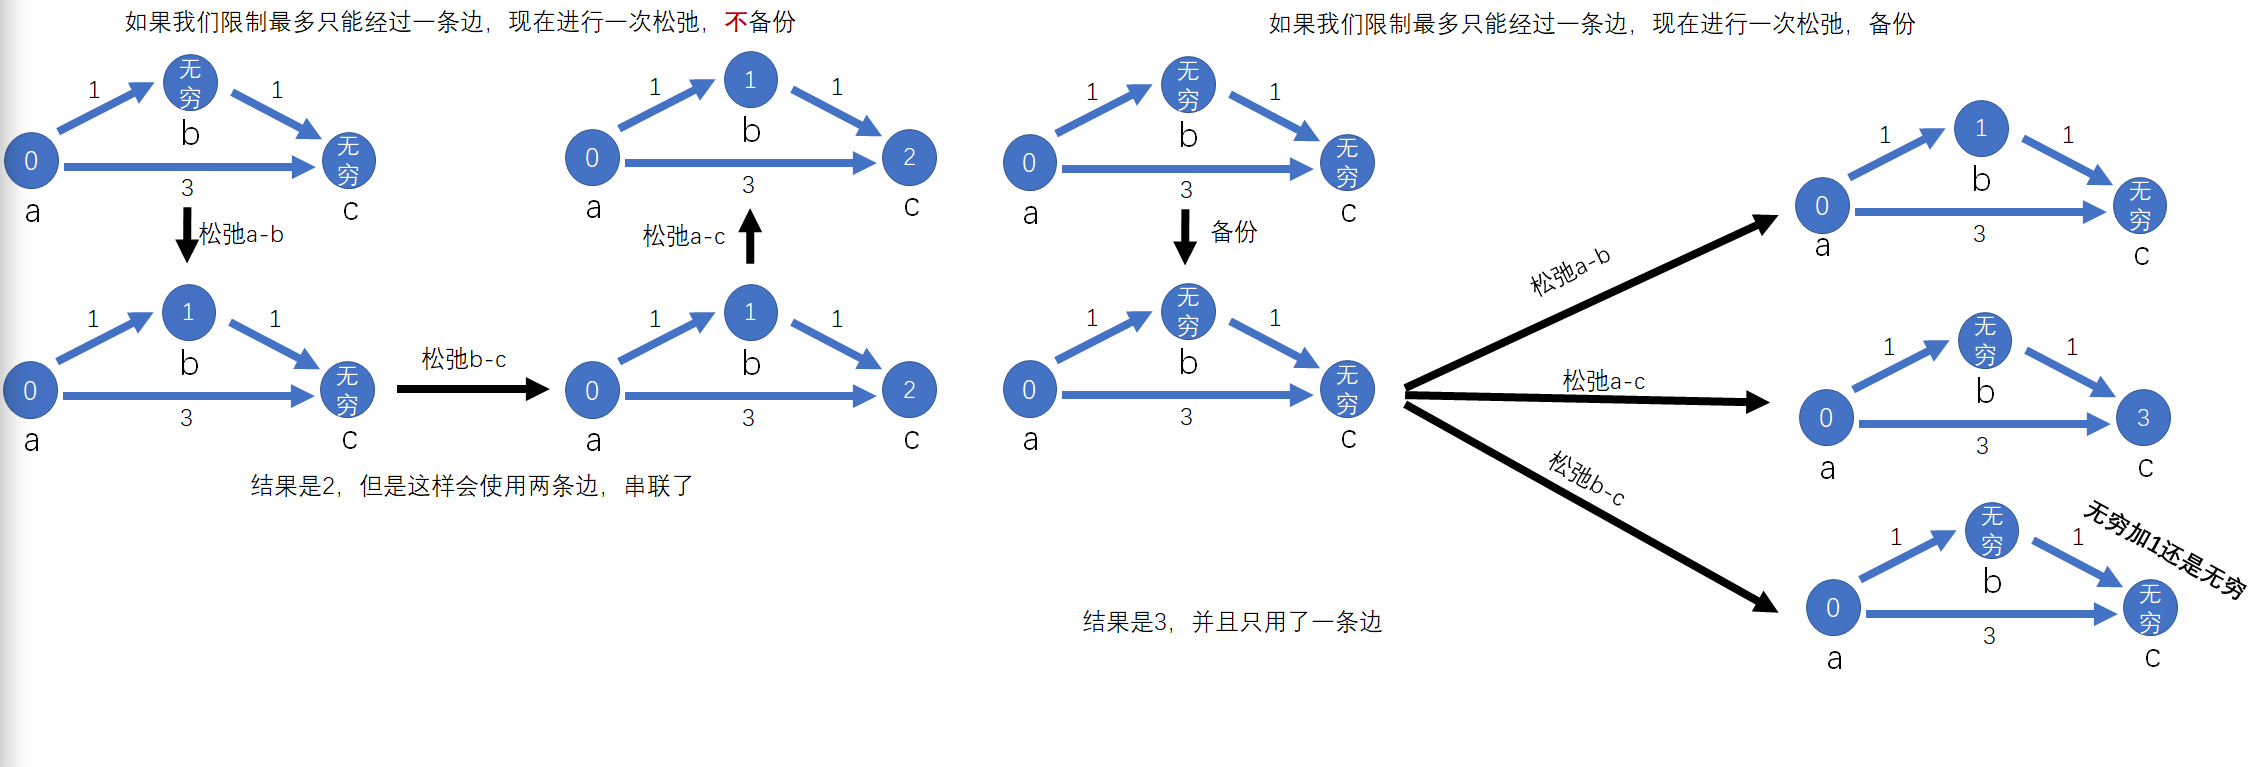 如果我们限制最多只能经过一条边，现在进行一次松弛，不备份
1
无穷
1
b
0
无穷
3
a
c
松弛a-b
1
1
1
b
0
无穷
3
a
c
松弛b-c
1
1
1
b
0
2
3
a
c
松弛a-c
1
1
1
b
0
2
3
a
c
结果是2，但是这样会使用两条边，串联了
如果我们限制最多只能经过一条边，现在进行一次松弛，备份
1
无穷
1
b
0
无穷
3
a
c
备份
1
无穷
1
b
0
无穷
3
a
c
松弛a-b
1
1
1
b
0
无穷
3
a
c
松弛a-c
1
无穷
1
b
0
3
3
a
c
松弛b-c
1
无穷
1
b
无穷加1还是无穷
0
无穷
3
a
c
结果是3，并且只用了一条边